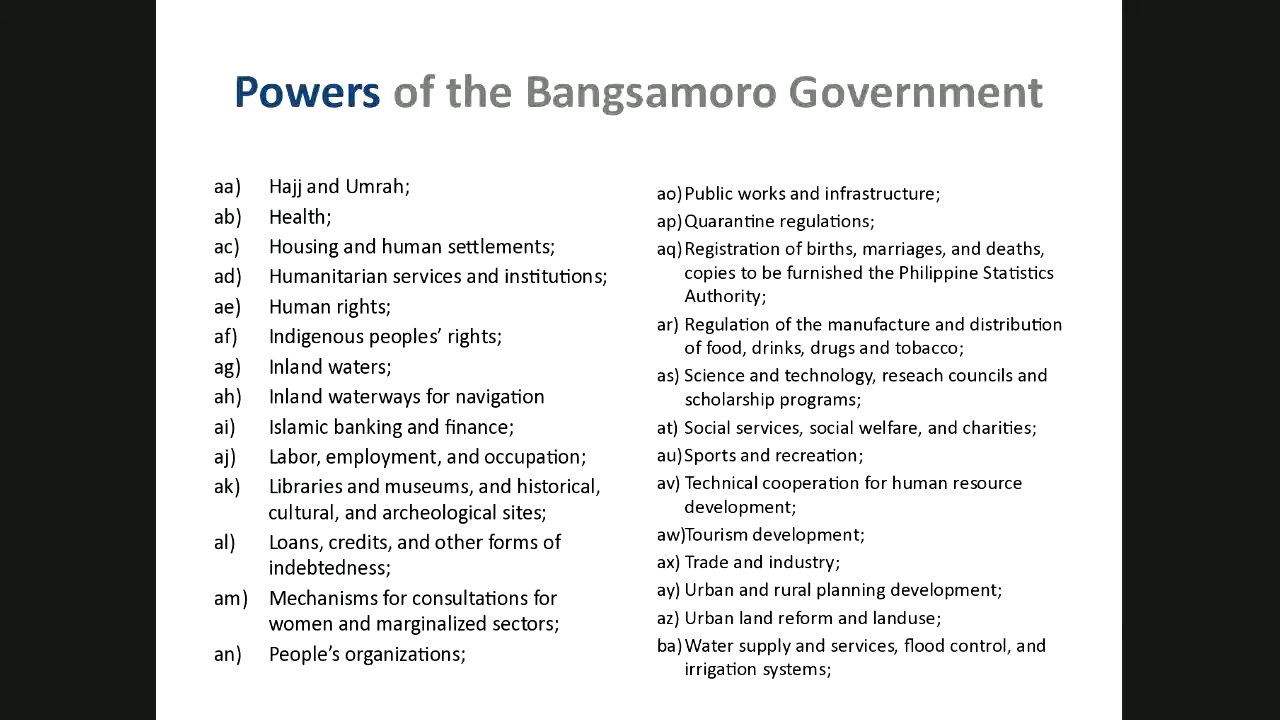 Powers of the Bangsamoro Government
aa) Hajj and Umrah;
ab) Health;
ac) Housing and human settlements;
ad) Humanitarian services and institutions;
ae) Human rights;
af) Indigenous peoples’ rights;
ag) Inland waters;
ah) Inland waterways for navigation
ai) Islamic banking and finance;
aj) Labor, employment, and occupation;
ak) Libraries and museums, and historical,
cultural, and archeological sites;
al) Loans, credits, and other forms of
indebtedness;
am) Mechanisms for consultations for
women and marginalized sectors;
an) People’s organizations;
ao) Public works and infrastructure;
ap) Quarantine regulations;
aq) Registration of births, marriages, and deaths,
copies to be furnished the Philippine Statistics
Authority;
ar) Regulation of the manufacture and distribution
of food, drinks, drugs and tobacco;
as) Science and technology, reseach councils and
scholarship programs;
at) Social services, social welfare, and charities;
au) Sports and recreation;
av) Technical cooperation for human resource
development;
aw) Tourism development;
ax) Trade and industry;
ay) Urban and rural planning development;
az) Urban land reform and landuse;
ba) Water supply and services, flood control, and
irrigation systems;